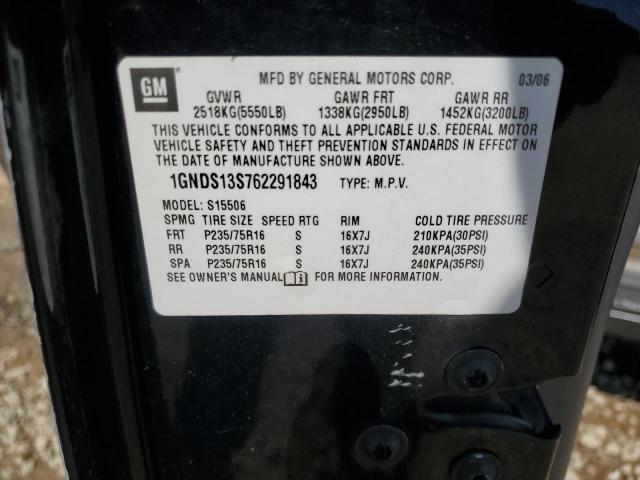 GM
MFD BY GENERAL MOTORS CORP. 03/06
GVWR GAWR FRT GAWR RR
2518KG(5550LB) 1338KG(2950LB) 1452KG(3200LB)
THIS VEHICLE CONFORMS TO ALL APPLICABLE U.S. FEDERAL MOTOR
VEHICLE SAFETY AND THEFT PREVENTION STANDARDS IN EFFECT ON
THE DATE OF MANUFACTURE SHOWN ABOVE.
1GNDS13S762291843 TYPE: M.P.V.
MODEL: S15506
SPMG TIRE SIZE SPEED RTG RIM COLD TIRE PRESSURE
FRT P235/75R16 S 16X7J 210KPA(30PSI)
RR P235/75R16 S 16X7J 240KPA(35PSI)
SPA P235/75R16 S 16X7J 240KPA(35PSI)
SEE OWNER'S MANUAL FOR MORE INFORMATION.